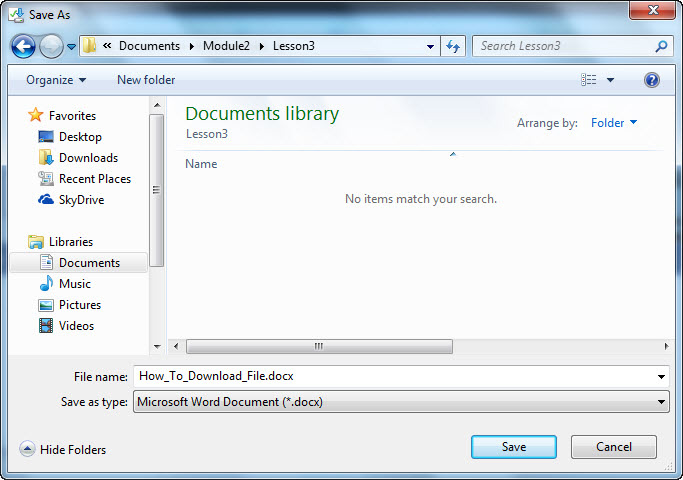 Save As
« Documents ▸ Module2 ▸ Lesson3
Search Lesson3
Organize
New folder
Favorites
Desktop
Downloads
Recent Places
SkyDrive
Libraries
Documents
Music
Pictures
Videos
Documents library
Lesson3
Arrange by: Folder
Name
No items match your search.
File name: How_To_Download_File.docx
Save as type: Microsoft Word Document (*.docx)
Hide Folders
Save
Cancel